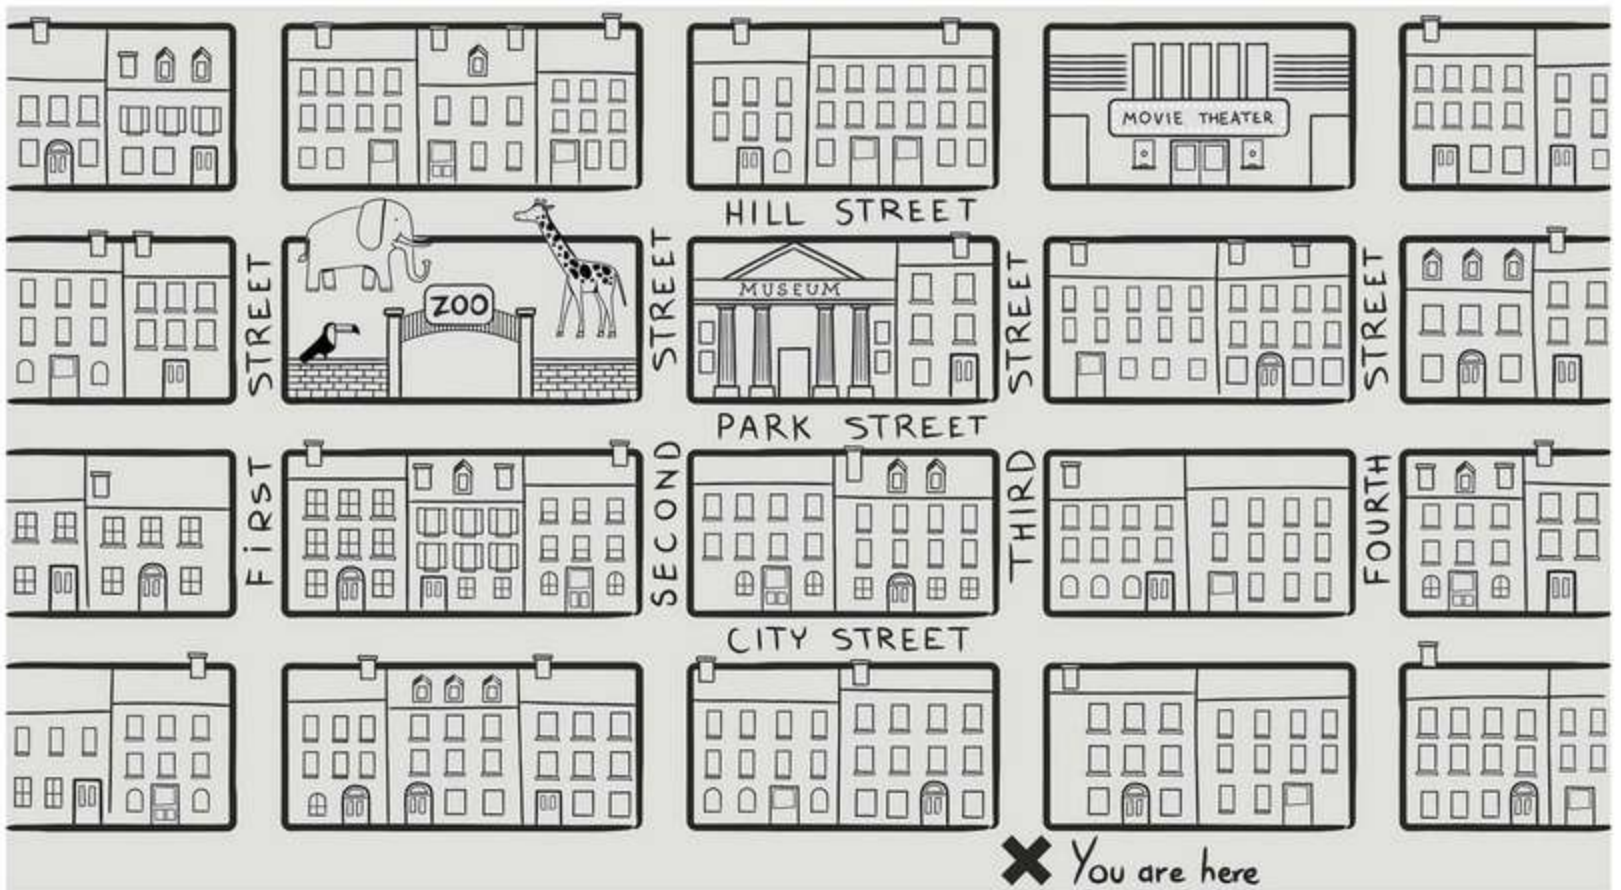 MOVIE THEATER
HILL STREET
STREET
ZOO
STREET
MUSEUM
STREET
STREET
PARK STREET
FiRST
SECOND
THIRD
FOURTH
CITY STREET
You are here